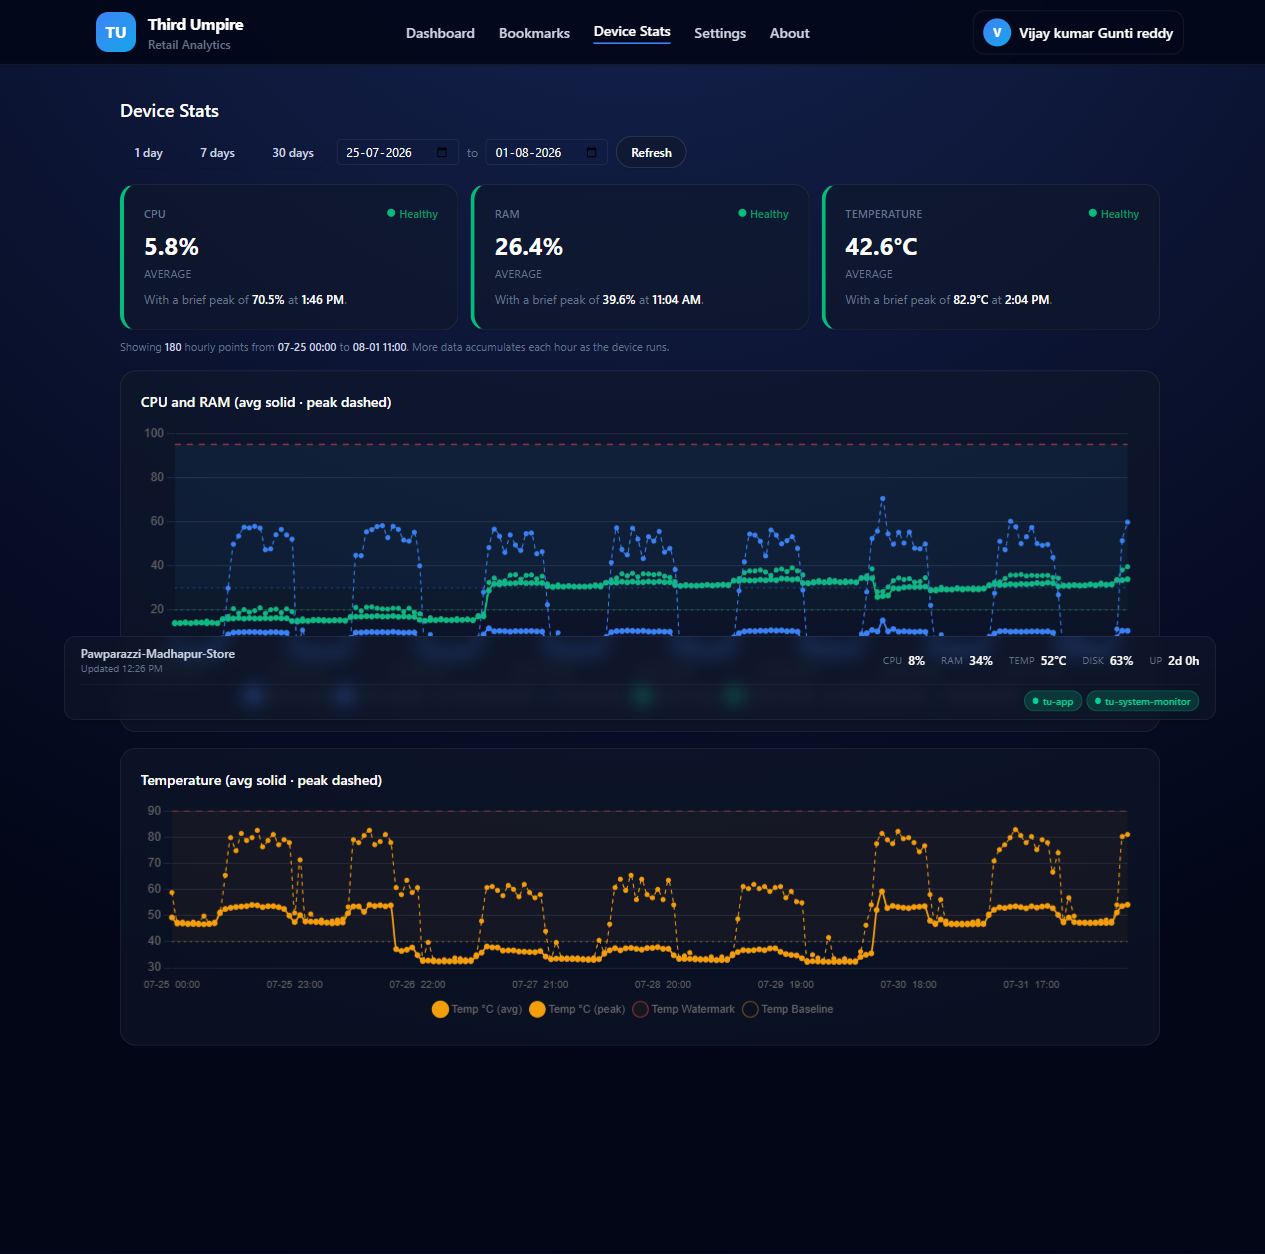 TU
Third Umpire
Retail Analytics
Dashboard
Bookmarks
Device Stats
Settings
About
V
Vijay kumar Gunti reddy
Device Stats
1 day
7 days
30 days
25-07-2026
to
01-08-2026
Refresh
CPU
Healthy
5.8%
AVERAGE
With a brief peak of 70.5% at 1:46 PM.
RAM
Healthy
26.4%
AVERAGE
With a brief peak of 39.6% at 11:04 AM.
TEMPERATURE
Healthy
42.6°C
AVERAGE
With a brief peak of 82.9°C at 2:04 PM.
Showing 180 hourly points from 07-25 00:00 to 08-01 11:00. More data accumulates each hour as the device runs.
CPU and RAM (avg solid · peak dashed)
100
80
60
40
20
Pawparazzi-Madhapur-Store
Updated 12:26 PM
CPU 8%
RAM 34%
TEMP 52°C
DISK 63%
UP 2d 0h
tu-app
tu-system-monitor
Temperature (avg solid · peak dashed)
90
80
70
60
50
40
30
07-25 00:00
07-25 23:00
07-26 22:00
07-27 21:00
07-28 20:00
07-29 19:00
07-30 18:00
07-31 17:00
Temp °C (avg)
Temp °C (peak)
Temp Watermark
Temp Baseline